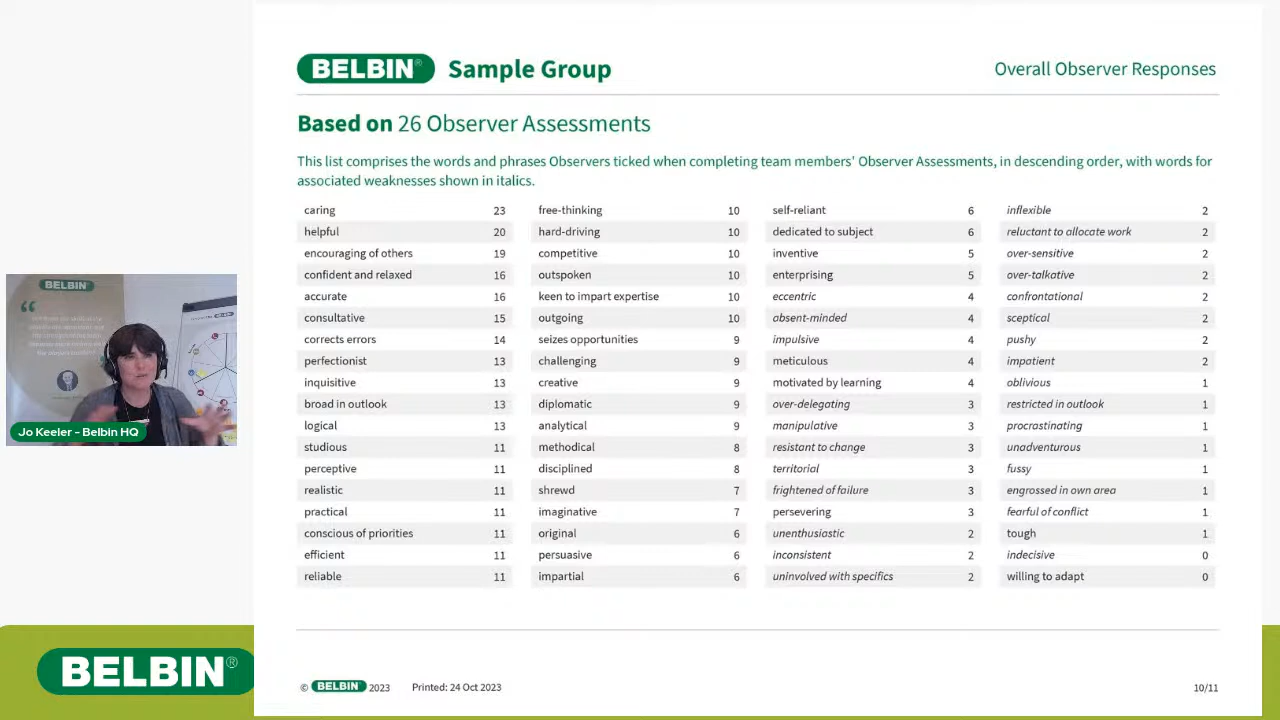 BELBIN® Sample Group
Overall Observer Responses
Based on 26 Observer Assessments
This list comprises the words and phrases Observers ticked when completing team members' Observer Assessments, in descending order, with words for
associated weaknesses shown in italics.
caring 23
helpful 20
encouraging of others 19
confident and relaxed 16
accurate 16
consultative 15
corrects errors 14
perfectionist 13
inquisitive 13
broad in outlook 13
logical 13
studious 11
perceptive 11
realistic 11
practical 11
conscious of priorities 11
efficient 11
reliable 11
free-thinking 10
hard-driving 10
competitive 10
outspoken 10
keen to impart expertise 10
outgoing 10
seizes opportunities 9
challenging 9
creative 9
diplomatic 9
analytical 9
methodical 8
disciplined 8
shrewd 7
imaginative 7
original 6
persuasive 6
impartial 6
self-reliant 6
dedicated to subject 6
inventive 5
enterprising 5
eccentric 4
absent-minded 4
impulsive 4
meticulous 4
motivated by learning 4
over-delegating 3
manipulative 3
resistant to change 3
territorial 3
frightened of failure 3
persevering 3
unenthusiastic 2
inconsistent 2
uninvolved with specifics 2
inflexible 2
reluctant to allocate work 2
over-sensitive 2
over-talkative 2
confrontational 2
sceptical 2
pushy 2
impatient 2
oblivious 1
restricted in outlook 1
procrastinating 1
unadventurous 1
fussy 1
engrossed in own area 1
fearful of conflict 1
tough 1
indecisive 0
willing to adapt 0
BELBIN
Jo Keeler - Belbin HQ
BELBIN®
© BELBIN 2023 Printed: 24 Oct 2023
10/11